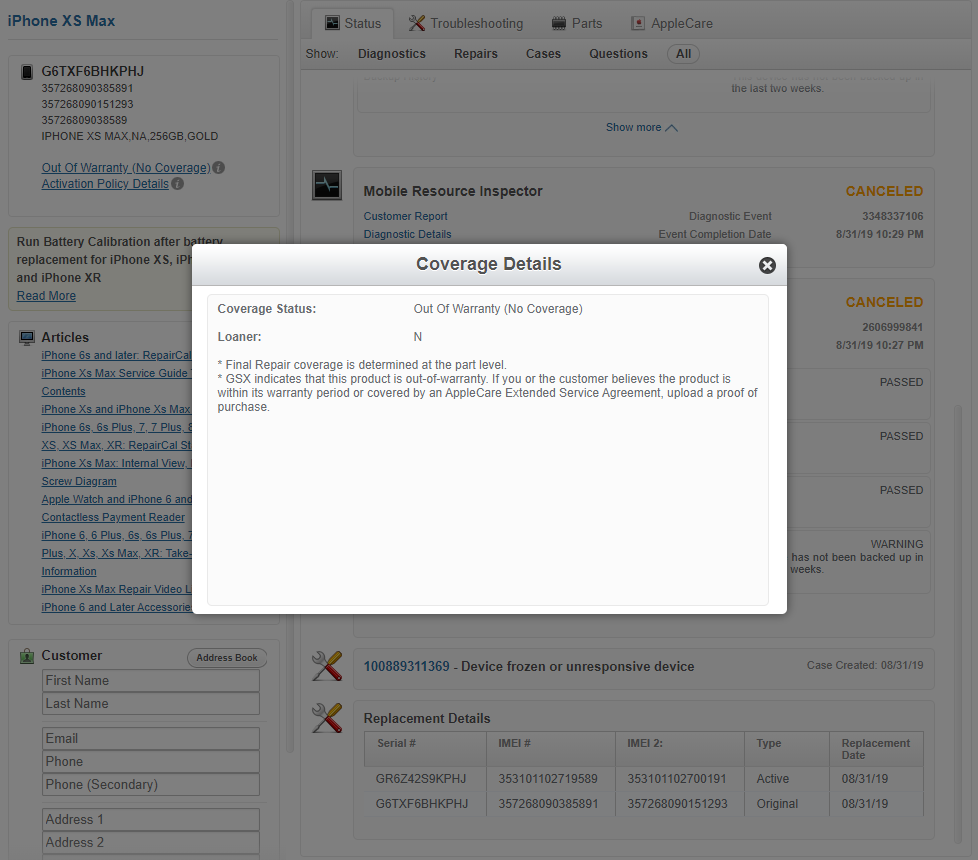 iPhone XS Max
G6TXF6BHKPHJ
357268090385891
357268090151293
35726809038589
IPHONE XS MAX,NA,256GB,GOLD
Out Of Warranty (No Coverage)
Activation Policy Details
Run Battery Calibration after battery
replacement for iPhone XS, iPh
and iPhone XR
Read More
Articles
iPhone 6s and later: RepairCal
iPhone Xs Max Service Guide
Contents
iPhone Xs and iPhone Xs Max
iPhone 6s, 6s Plus, 7, 7 Plus, 8
XS, XS Max, XR: RepairCal St
iPhone Xs Max: Internal View,
Screw Diagram
Apple Watch and iPhone 6 and
Contactless Payment Reader
iPhone 6, 6 Plus, 6s, 6s Plus, 7
Plus, X, Xs, Xs Max, XR: Take-
Information
iPhone Xs Max Repair Video L
iPhone 6 and Later Accessorie
Customer
Address Book
First Name
Last Name
Email
Phone
Phone (Secondary)
Address 1
Address 2
Status Troubleshooting Parts AppleCare
Show: Diagnostics Repairs Cases Questions All
the last two weeks.
Show more
Mobile Resource Inspector CANCELED
Customer Report Diagnostic Event 3348337106
Diagnostic Details Event Completion Date 8/31/19 10:29 PM
Coverage Details
Coverage Status: Out Of Warranty (No Coverage)
Loaner: N
* Final Repair coverage is determined at the part level.
* GSX indicates that this product is out-of-warranty. If you or the customer believes the product is
within its warranty period or covered by an AppleCare Extended Service Agreement, upload a proof of
purchase.
CANCELED
2606999841
8/31/19 10:27 PM
PASSED
PASSED
PASSED
WARNING
has not been backed up in
weeks.
100889311369 - Device frozen or unresponsive device Case Created: 08/31/19
Replacement Details
Serial # IMEI # IMEI 2: Type Replacement
Date
GR6Z42S9KPHJ 353101102719589 353101102700191 Active 08/31/19
G6TXF6BHKPHJ 357268090385891 357268090151293 Original 08/31/19